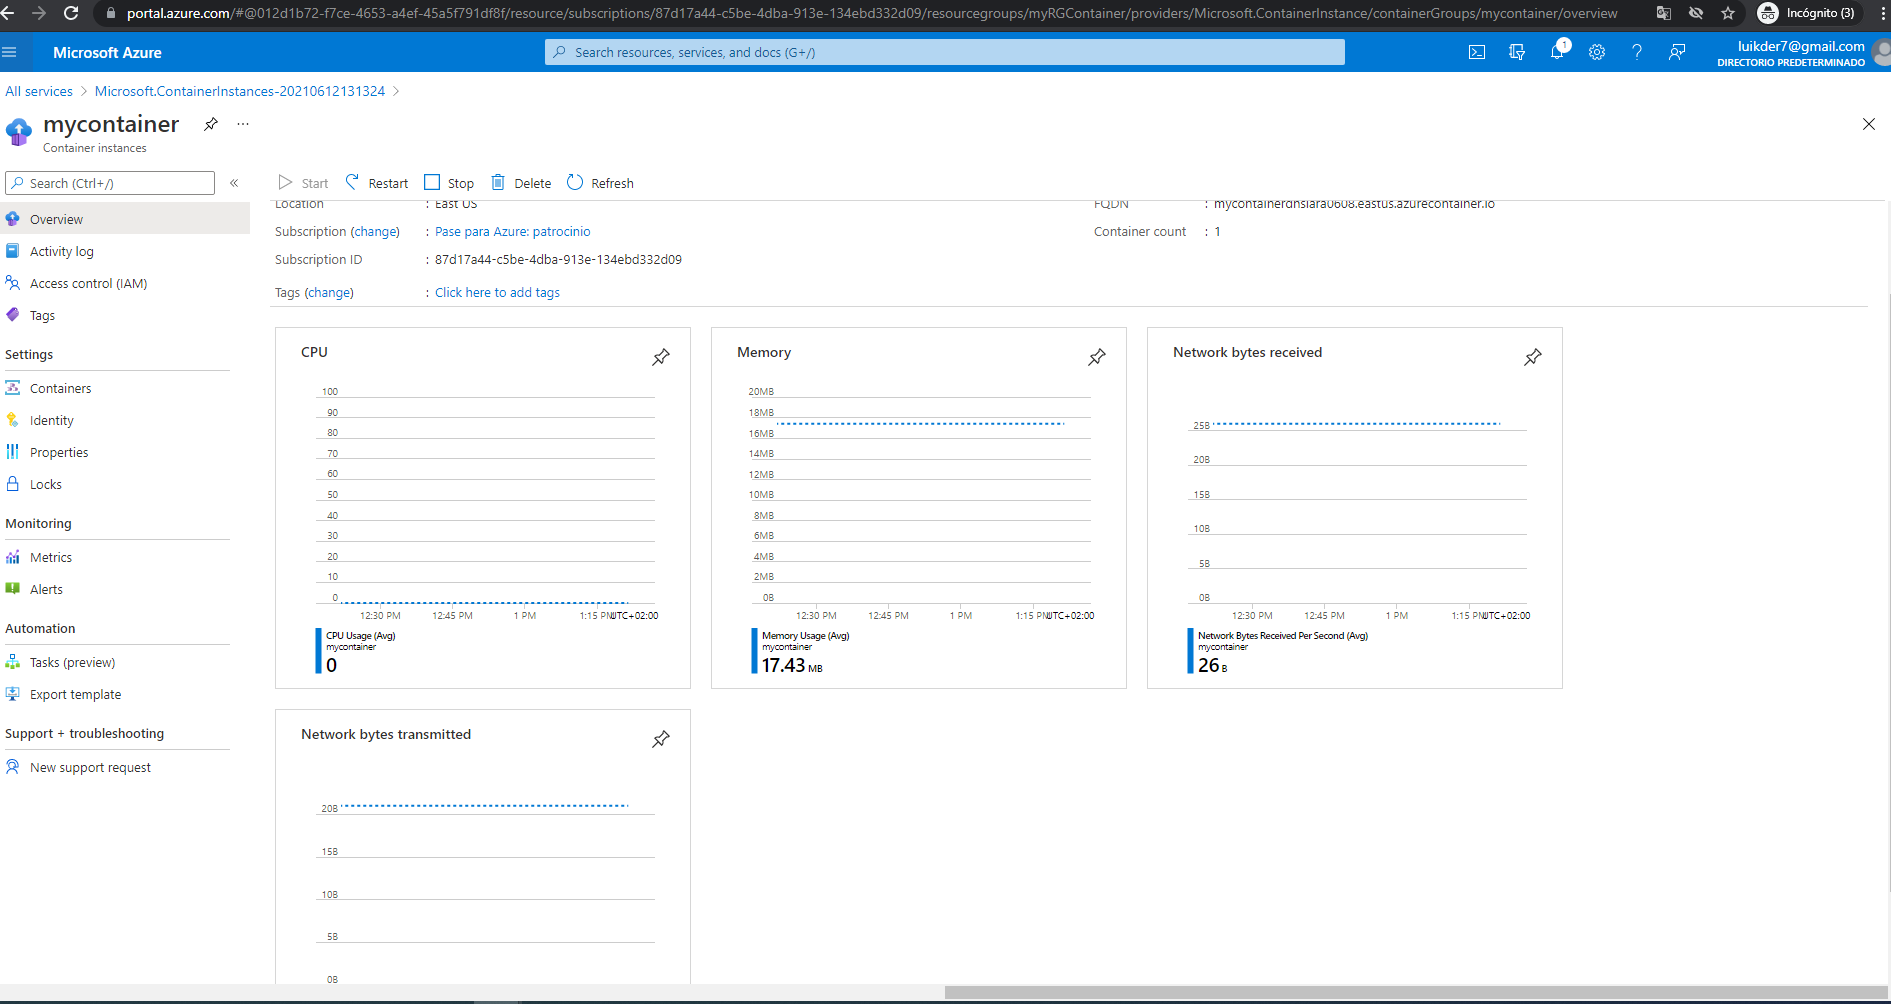 portal.azure.com/#@012d1b72-f7ce-4653-a4ef-45a5f791df8f/resource/subscriptions/87d17a44-c5be-4dba-913e-134ebd332d09/resourcegroups/myRGContainer/providers/Microsoft.ContainerInstance/containerGroups/mycontainer/overview
Incógnito (3)
Microsoft Azure
Search resources, services, and docs (G+/)
1
luikder7@gmail.com
DIRECTORIO PREDETERMINADO
All services > Microsoft.ContainerInstances-20210612131324 >
mycontainer
Container instances
Search (Ctrl+/)
Start Restart Stop Delete Refresh
Overview
Activity log
Access control (IAM)
Tags
Settings
Containers
Identity
Properties
Locks
Monitoring
Metrics
Alerts
Automation
Tasks (preview)
Export template
Support + troubleshooting
New support request
Location : East US
Subscription (change) : Pase para Azure: patrocinio
Subscription ID : 87d17a44-c5be-4dba-913e-134ebd332d09
Tags (change) : Click here to add tags
FQDN : mycontainerdnslara0608.eastus.azurecontainer.io
Container count : 1
CPU
100
90
80
70
60
50
40
30
20
10
0
12:30 PM 12:45 PM 1 PM 1:15 PM UTC+02:00
CPU Usage (Avg)
mycontainer
0
Memory
20MB
18MB
16MB
14MB
12MB
10MB
8MB
6MB
4MB
2MB
0B
12:30 PM 12:45 PM 1 PM 1:15 PM UTC+02:00
Memory Usage (Avg)
mycontainer
17.43 MB
Network bytes received
25B
20B
15B
10B
5B
0B
12:30 PM 12:45 PM 1 PM 1:15 PM UTC+02:00
Network Bytes Received Per Second (Avg)
mycontainer
26 B
Network bytes transmitted
20B
15B
10B
5B
0B